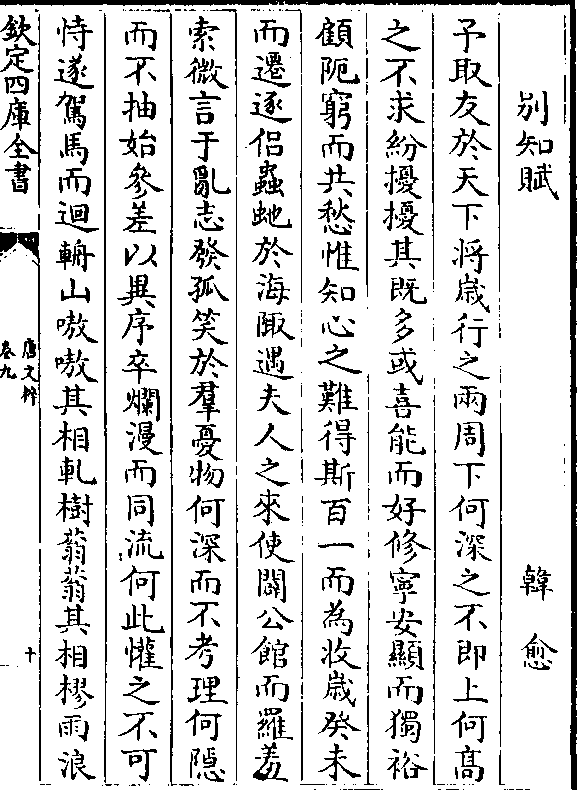 別知賦 韓愈
予取友於天下將歳行之兩周下何深之不即上何髙
之不求紛擾擾其既多或喜能而好修寧安顯而獨裕
顧阨窮而共愁惟知心之難得斯百一而為收歳癸未
而遷逐侣蟲虵於海陬遇夫人之來使闢公館而羅羞
索微言于亂志發孤笑於羣憂物何深而不考理何隠
而不抽始參差以異序卒爛漫而同流何此懽之不可
恃遂駕馬而迴輈山嗷嗷其相軋樹蓊蓊其相樛雨浪
欽定四庫全書
唐文粹
卷九
十